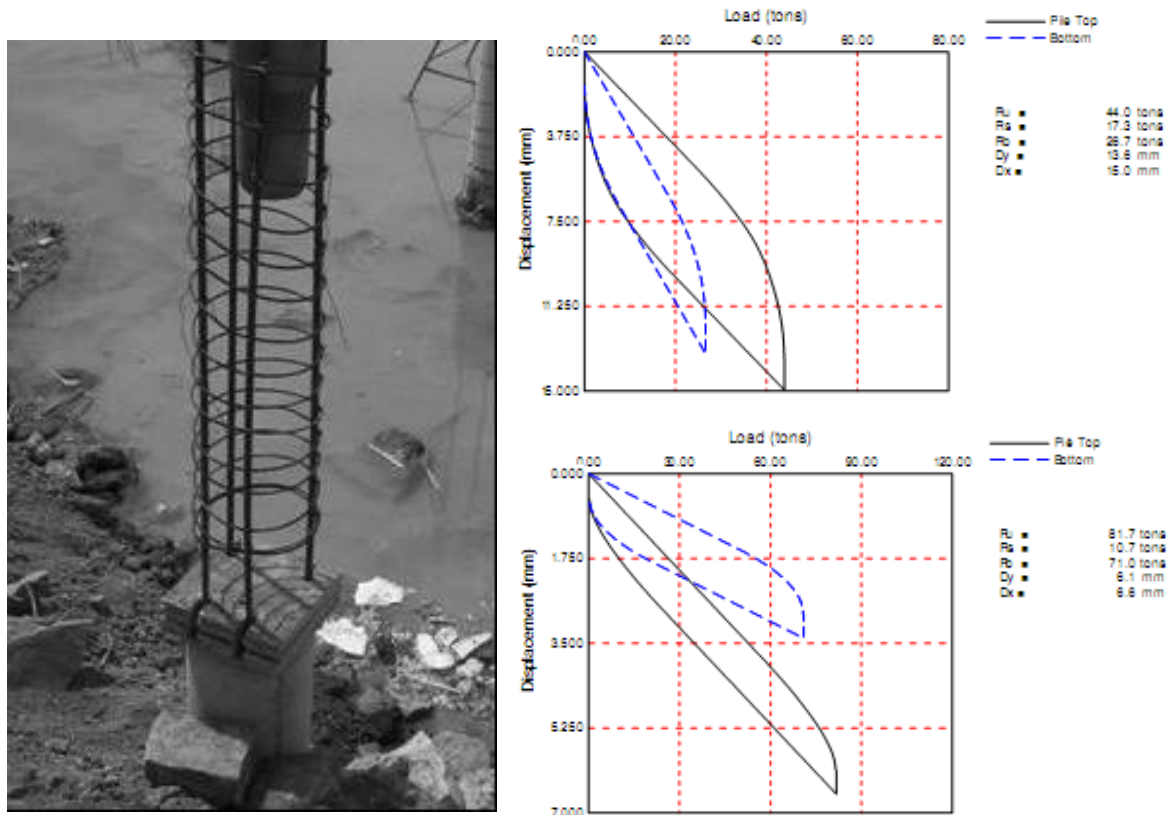 Load (tons)
0.00 20.00 40.00 60.00 80.00
Pile Top
Bottom
0.000
3.750
7.500
11.250
15.000
Displacement (mm)
Ru = 44.0 tons
Rs = 17.3 tons
Rb = 26.7 tons
Dy = 13.8 mm
Dx = 15.0 mm
Load (tons)
0.00 30.00 60.00 90.00 120.00
Pile Top
Bottom
0.000
1.750
3.500
5.250
7.000
Displacement (mm)
Ru = 81.7 tons
Rs = 10.7 tons
Rb = 71.0 tons
Dy = 6.1 mm
Dx = 6.6 mm